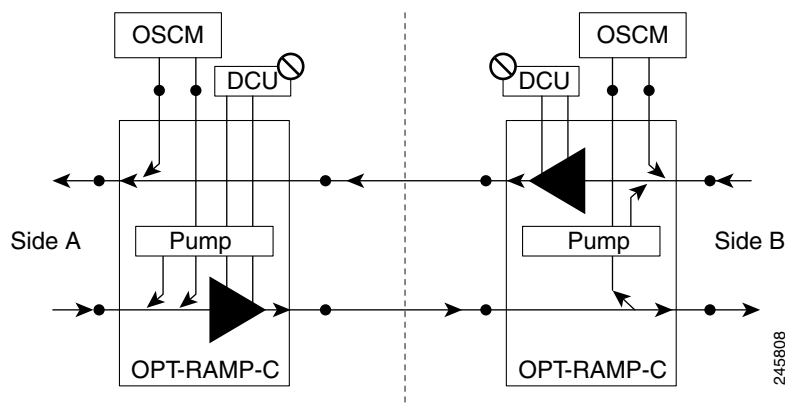 OSCM
OSCM
DCU
DCU
Side A
Pump
Pump
Side B
OPT-RAMP-C
OPT-RAMP-C
245808